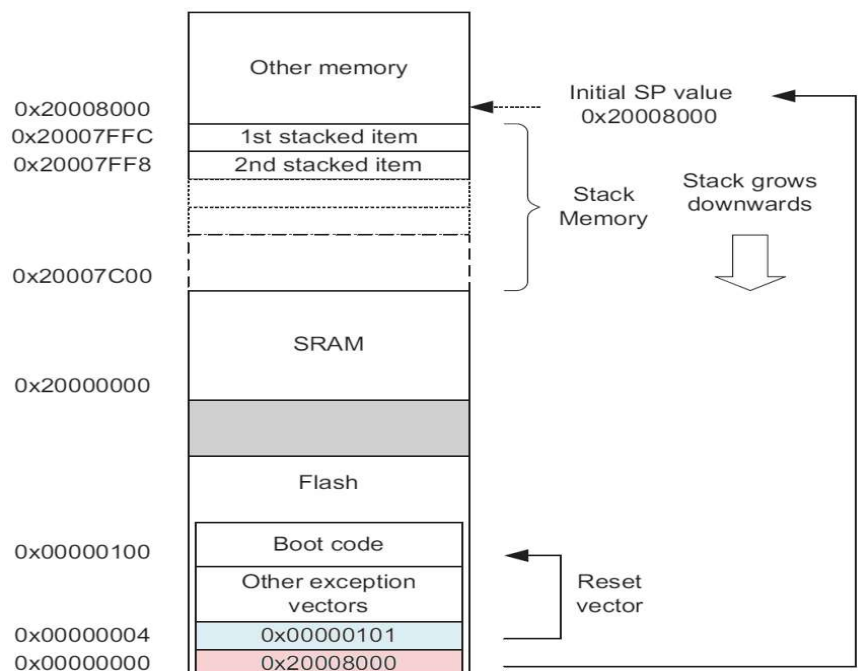 Other memory
0x20008000
Initial SP value
0x20008000
0x20007FFC
1st stacked item
0x20007FF8
2nd stacked item
Stack
Memory
Stack grows
downwards
0x20007C00
SRAM
0x20000000
Flash
0x00000100
Boot code
Other exception
vectors
Reset
vector
0x00000004
0x00000101
0x00000000
0x20008000